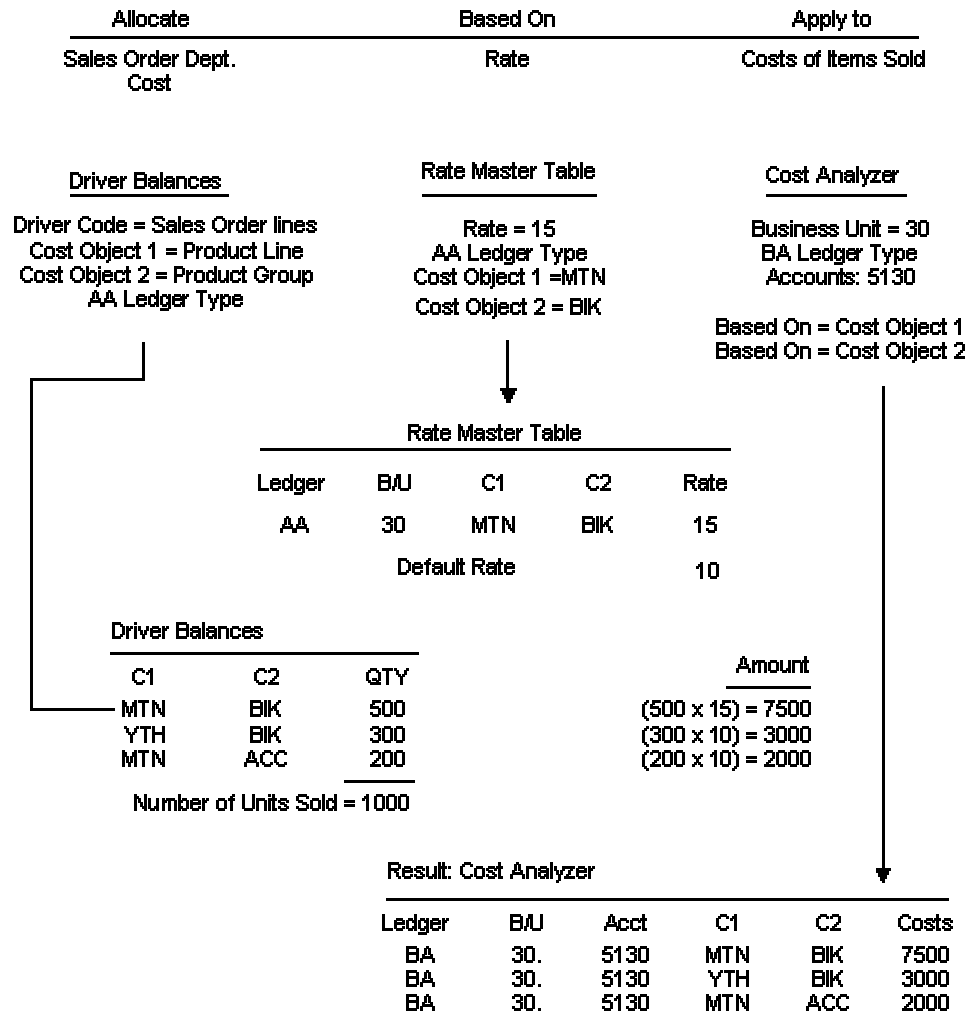 Allocate Based On Apply to
Sales Order Dept. Cost Rate Costs of Items Sold
Driver Balances
Driver Code = Sales Order lines
Cost Object 1 = Product Line
Cost Object 2 = Product Group
AA Ledger Type
Rate Master Table
Rate = 15
AA Ledger Type
Cost Object 1 =MTN
Cost Object 2 = BIK
Cost Analyzer
Business Unit = 30
BA Ledger Type
Accounts: 5130
Based On = Cost Object 1
Based On = Cost Object 2
Rate Master Table
Ledger B/U C1 C2 Rate
AA 30 MTN BIK 15
Default Rate 10
Driver Balances
C1 C2 QTY
MTN BIK 500
YTH BIK 300
MTN ACC 200
Number of Units Sold = 1000
Amount
(500 x 15) = 7500
(300 x 10) = 3000
(200 x 10) = 2000
Result: Cost Analyzer
Ledger B/U Acct C1 C2 Costs
BA 30. 5130 MTN BIK 7500
BA 30. 5130 YTH BIK 3000
BA 30. 5130 MTN ACC 2000